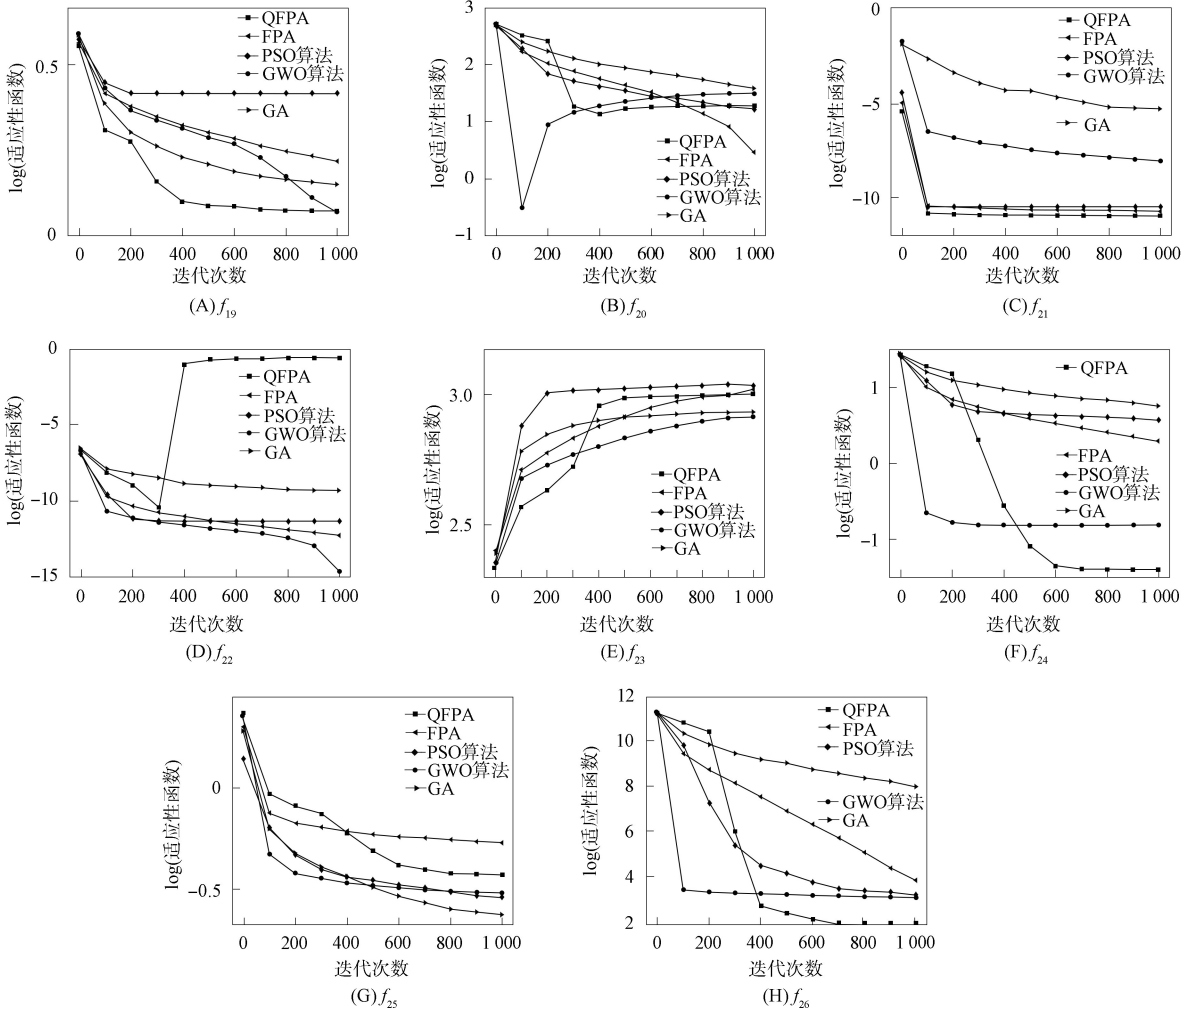 log(适应性函数)
0.5
0
QFPA
FPA
PSO算法
GWO算法
GA
0 200 400 600 800 1 000
迭代次数
(A) f19
log(适应性函数)
3
2
1
0
−1
QFPA
FPA
PSO算法
GWO算法
GA
0 200 400 600 800 1 000
迭代次数
(B) f20
log(适应性函数)
0
−5
−10
QFPA
FPA
PSO算法
GWO算法
GA
0 200 400 600 800 1 000
迭代次数
(C) f21
log(适应性函数)
0
−5
−10
−15
QFPA
FPA
PSO算法
GWO算法
GA
0 200 400 600 800 1 000
迭代次数
(D) f22
log(适应性函数)
3.0
2.5
QFPA
FPA
PSO算法
GWO算法
GA
0 200 400 600 800 1 000
迭代次数
(E) f23
log(适应性函数)
1
0
−1
QFPA
FPA
PSO算法
GWO算法
GA
0 200 400 600 800 1 000
迭代次数
(F) f24
log(适应性函数)
0
−0.5
QFPA
FPA
PSO算法
GWO算法
GA
0 200 400 600 800 1 000
迭代次数
(G) f25
log(适应性函数)
12
10
8
6
4
2
QFPA
FPA
PSO算法
GWO算法
GA
0 200 400 600 800 1 000
迭代次数
(H) f26